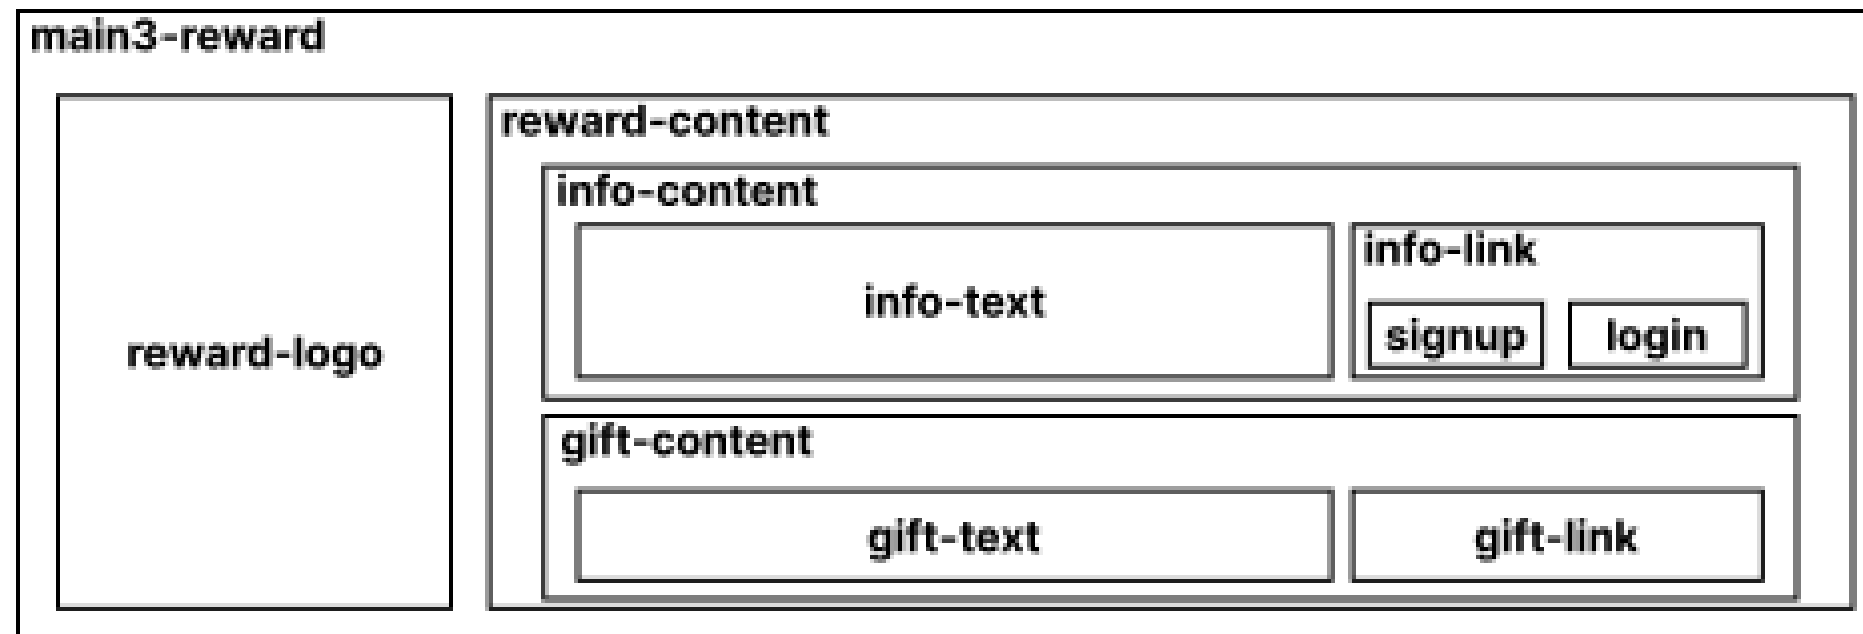 main3-reward
reward-logo
reward-content
info-content
info-text
info-link
signup
login
gift-content
gift-text
gift-link